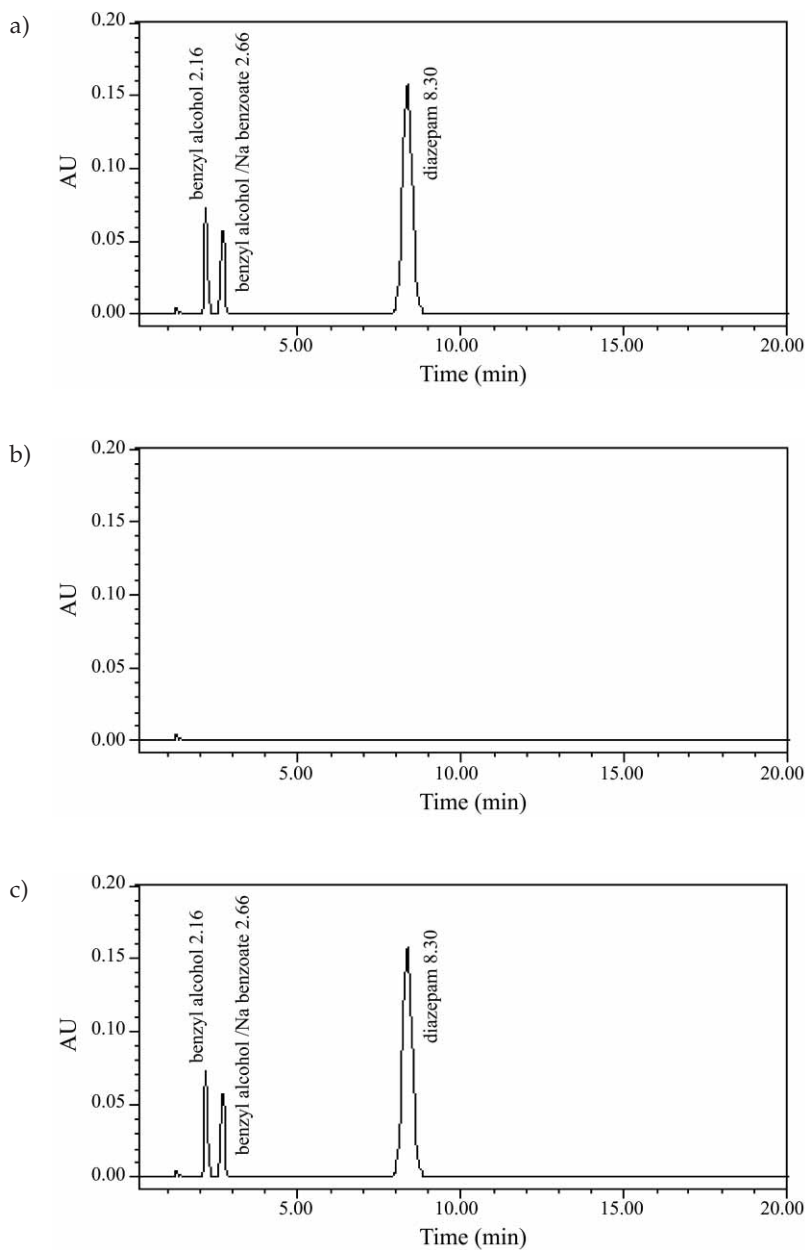 a)
0.20
0.15
0.10
0.05
0.00
AU
benzyl alcohol 2.16
benzyl alcohol /Na benzoate 2.66
diazepam 8.30
5.00 10.00 15.00 20.00
Time (min)
b)
0.20
0.15
0.10
0.05
0.00
AU
5.00 10.00 15.00 20.00
Time (min)
c)
0.20
0.15
0.10
0.05
0.00
AU
benzyl alcohol 2.16
benzyl alcohol /Na benzoate 2.66
diazepam 8.30
5.00 10.00 15.00 20.00
Time (min)